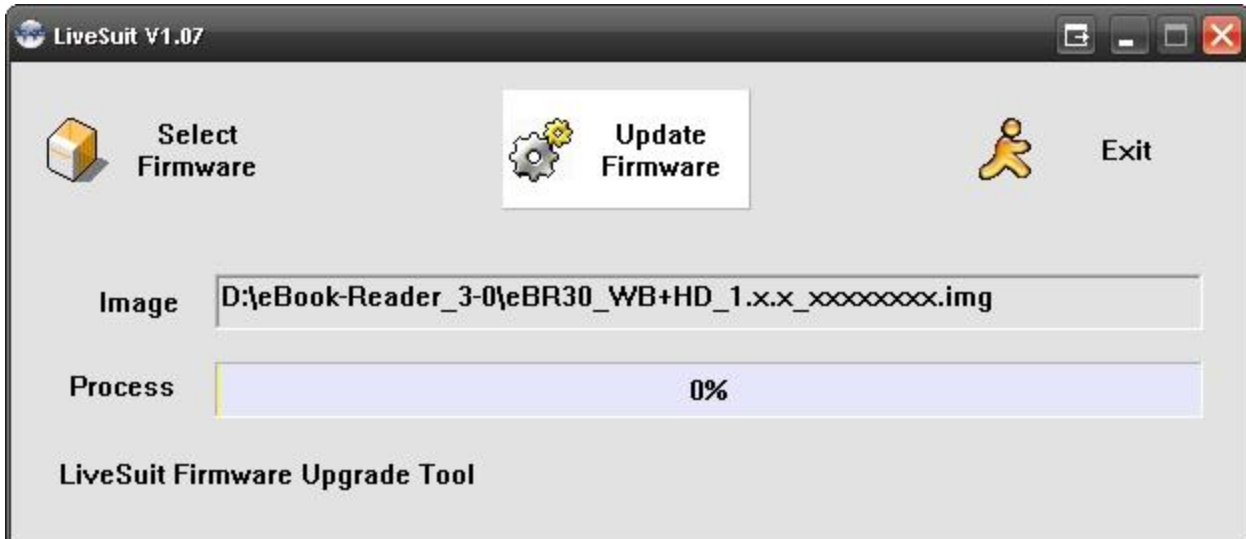 LiveSuit V1.07
Select
Firmware
Update
Firmware
Exit
Image D:\eBook-Reader_3-0\eBR30_WB+HD_1.x.x_xxxxxxxx.img
Process 0%
LiveSuit Firmware Upgrade Tool